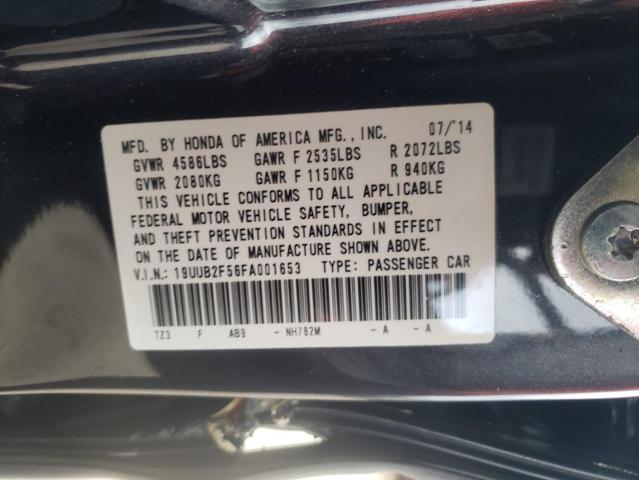 MFD. BY HONDA OF AMERICA MFG., INC. 07/'14
GVWR 4586LBS GAWR F 2535LBS R 2072LBS
GVWR 2080KG GAWR F 1150KG R 940KG
THIS VEHICLE CONFORMS TO ALL APPLICABLE
FEDERAL MOTOR VEHICLE SAFETY, BUMPER,
AND THEFT PREVENTION STANDARDS IN EFFECT
ON THE DATE OF MANUFACTURE SHOWN ABOVE.
V.I.N.: 19UUB2F56FA001653 TYPE: PASSENGER CAR
TZ3 F AB9 - NH782M - A - A